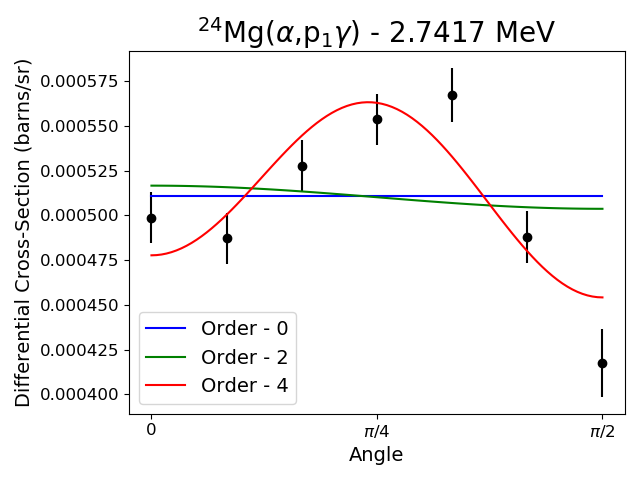 ²⁴Mg(α,p₁γ) - 2.7417 MeV
Differential Cross-Section (barns/sr)
0.000575
0.000550
0.000525
0.000500
0.000475
0.000450
0.000425
0.000400
Order - 0
Order - 2
Order - 4
0 π/4 π/2
Angle